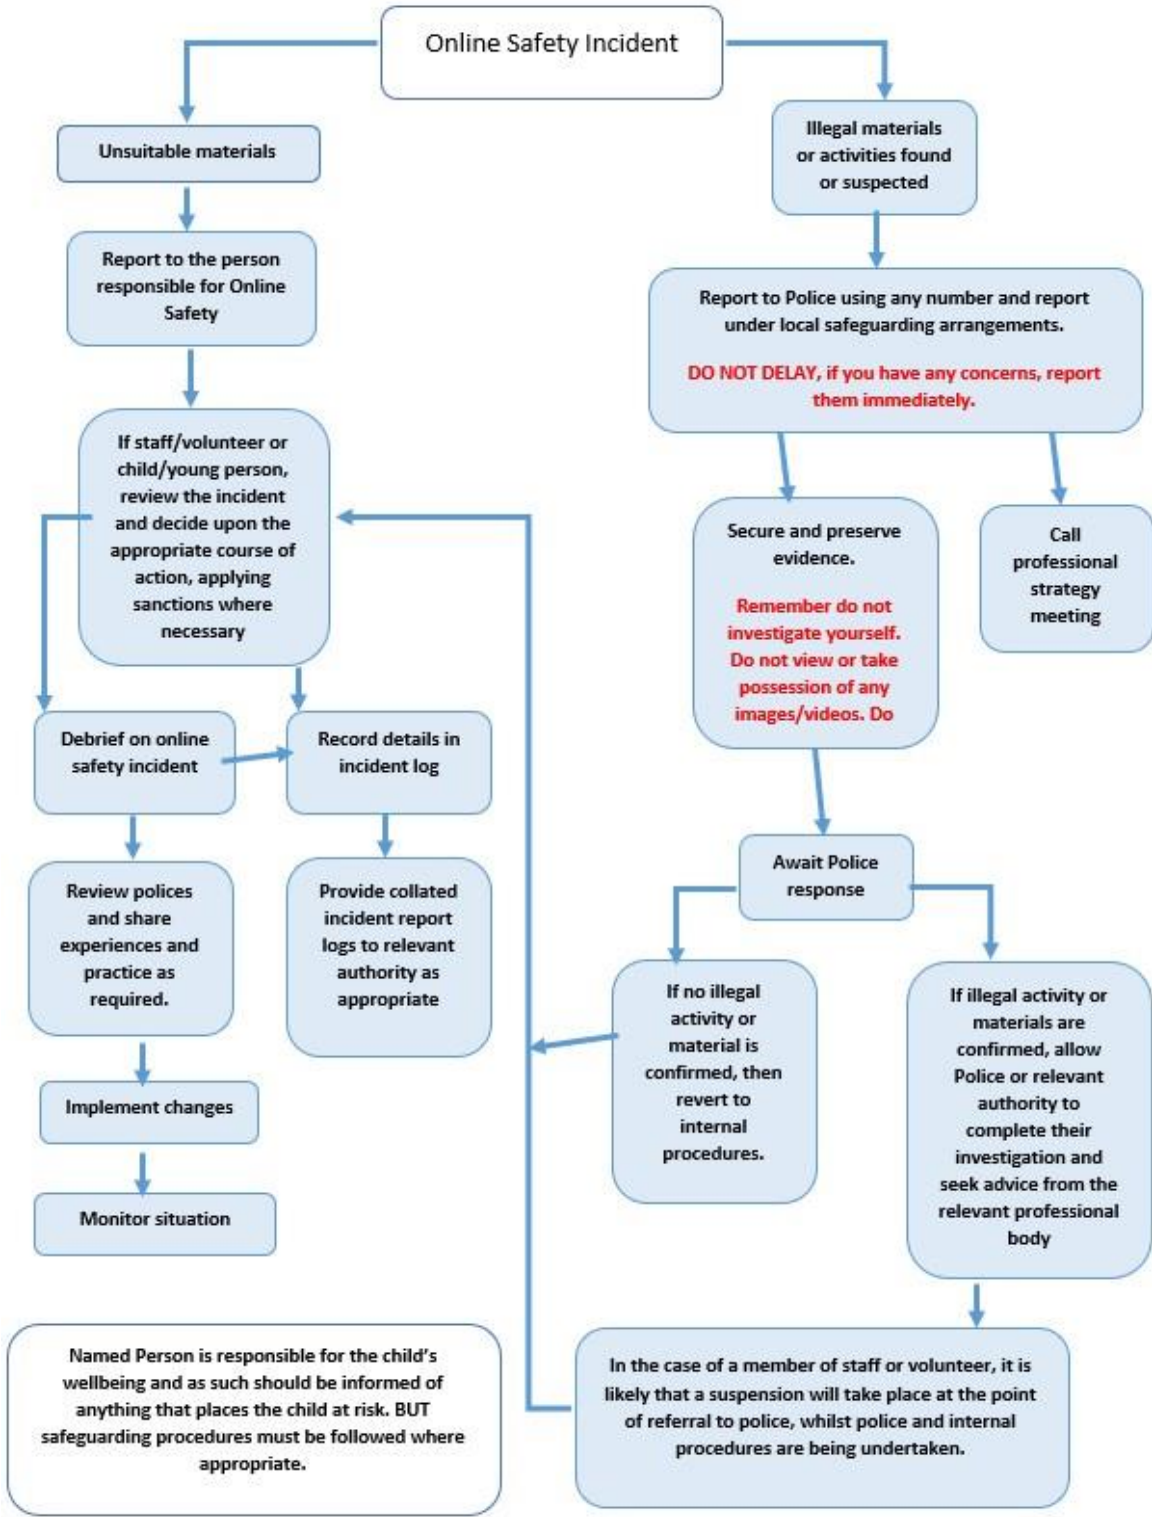 Online Safety Incident
Unsuitable materials
Report to the person
responsible for Online
Safety
If staff/volunteer or
child/young person,
review the incident
and decide upon the
appropriate course of
action, applying
sanctions where
necessary
Debrief on online
safety incident
Record details in
incident log
Review polices
and share
experiences and
practice as
required.
Provide collated
incident report
logs to relevant
authority as
appropriate
Implement changes
Monitor situation
Named Person is responsible for the child's
wellbeing and as such should be informed of
anything that places the child at risk. BUT
safeguarding procedures must be followed where
appropriate.
Illegal materials
or activities found
or suspected
Report to Police using any number and report
under local safeguarding arrangements.
DO NOT DELAY, if you have any concerns, report
them immediately.
Secure and preserve
evidence.
Remember do not
investigate yourself.
Do not view or take
possession of any
images/videos. Do
Call
professional
strategy
meeting
Await Police
response
If no illegal
activity or
material is
confirmed, then
revert to
internal
procedures.
If illegal activity or
materials are
confirmed, allow
Police or relevant
authority to
complete their
investigation and
seek advice from the
relevant professional
body
In the case of a member of staff or volunteer, it is
likely that a suspension will take place at the point
of referral to police, whilst police and internal
procedures are being undertaken.